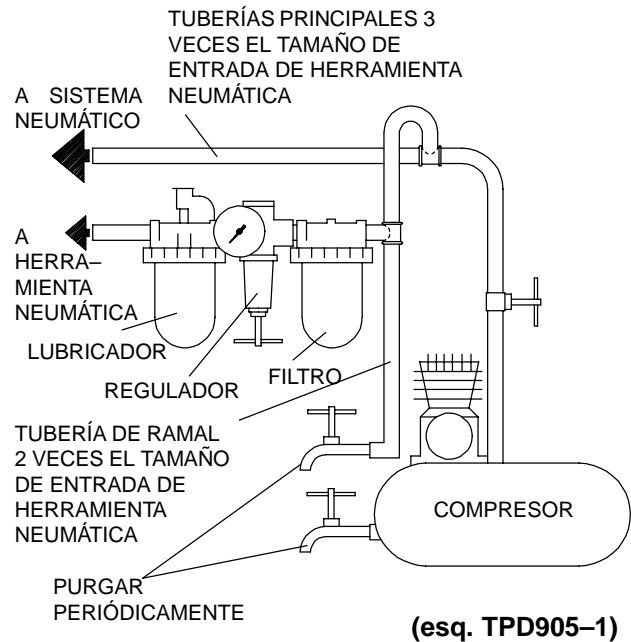 TUBERÍAS PRINCIPALES 3
VECES EL TAMAÑO DE
ENTRADA DE HERRAMIENTA
NEUMÁTICA
A SISTEMA
NEUMÁTICO
A
HERRA–
MIENTA
NEUMÁTICA
LUBRICADOR
REGULADOR
FILTRO
TUBERÍA DE RAMAL
2 VECES EL TAMAÑO
DE ENTRADA DE
HERRAMIENTA
NEUMÁTICA
COMPRESOR
PURGAR
PERIÓDICAMENTE
(esq. TPD905–1)